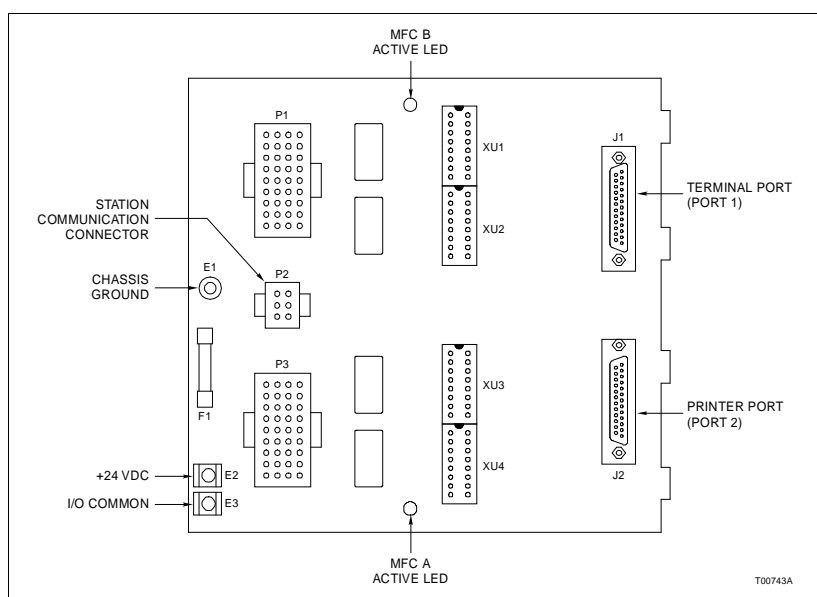 MFC B
ACTIVE LED
P1
XU1
J1
TERMINAL PORT
(PORT 1)
XU2
STATION
COMMUNICATION
CONNECTOR
E1
P2
CHASSIS
GROUND
P3
XU3
PRINTER PORT
(PORT 2)
F1
XU4
+24 VDC
E2
J2
I/O COMMON
E3
MFC A
ACTIVE LED
T00743A